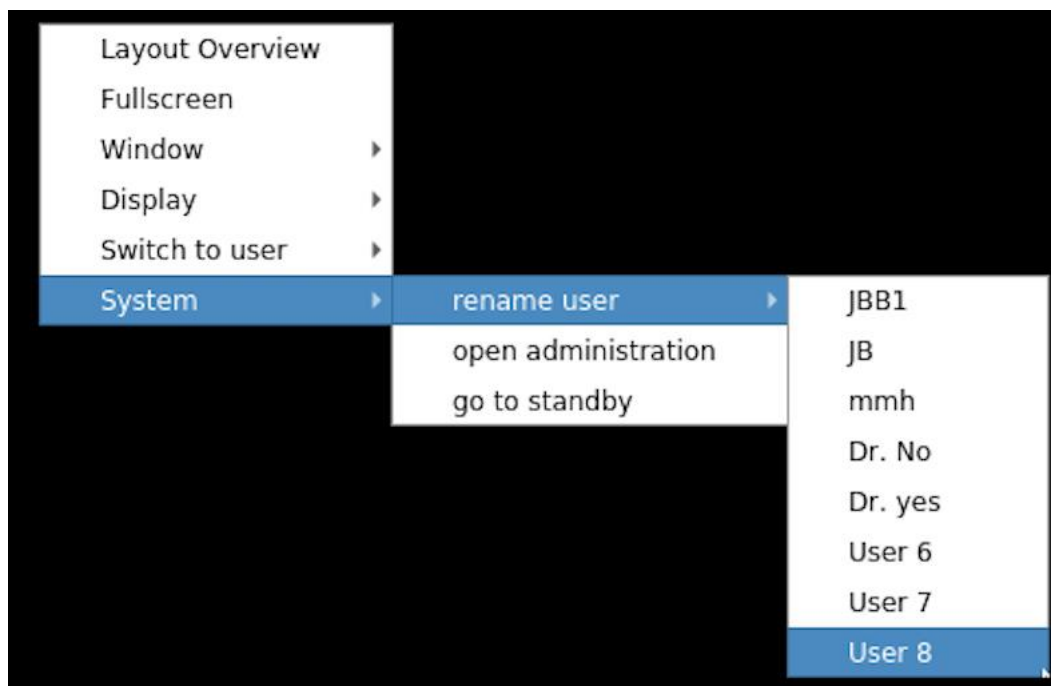 Layout Overview
Fullscreen
Window
Display
Switch to user
System
rename user
open administration
go to standby
JBB1
JB
mmh
Dr. No
Dr. yes
User 6
User 7
User 8